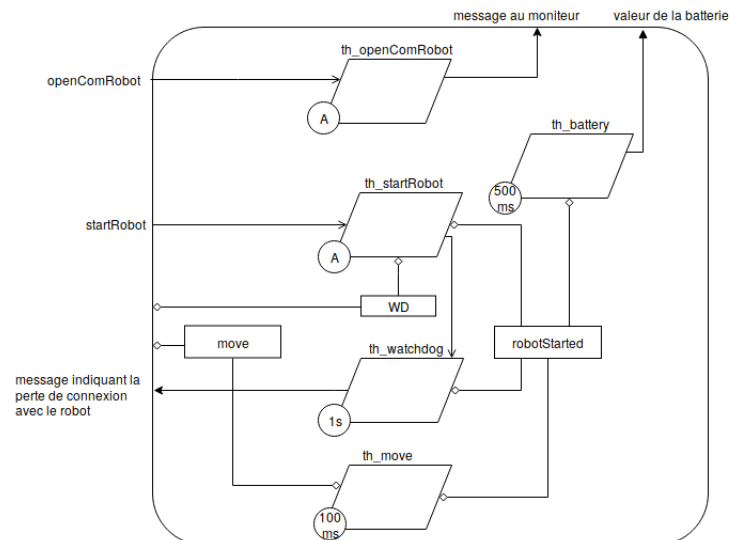 message au moniteur
valeur de la batterie
th_openComRobot
openComRobot
A
th_battery
500
ms
th_startRobot
startRobot
A
WD
move
robotStarted
th_watchdog
message indiquant la
perte de connexion
avec le robot
1s
th_move
100
ms